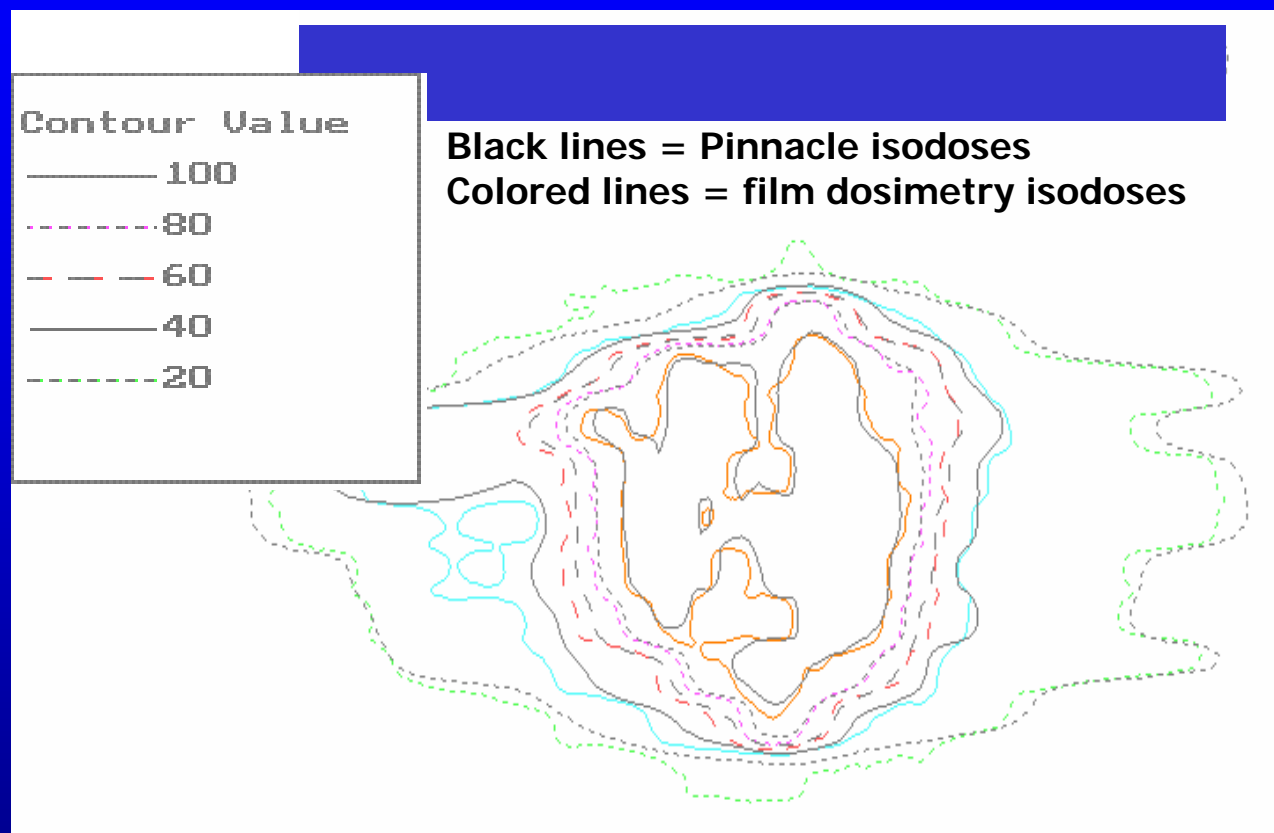 Contour Value
100
80
60
40
20
Black lines = Pinnacle isodoses
Colored lines = film dosimetry isodoses